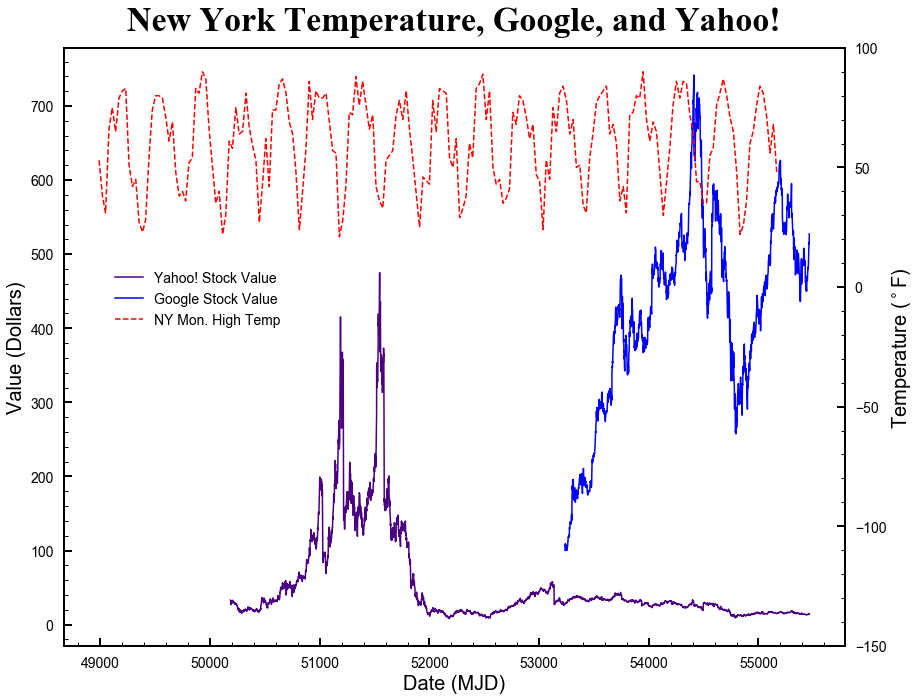 New York Temperature, Google, and Yahoo!
100
700
50
600
500
0
Yahoo! Stock Value
Google Stock Value
NY Mon. High Temp
Value (Dollars)
Temperature (°F)
400
−50
300
200
−100
100
0
−150
49000 50000 51000 52000 53000 54000 55000
Date (MJD)